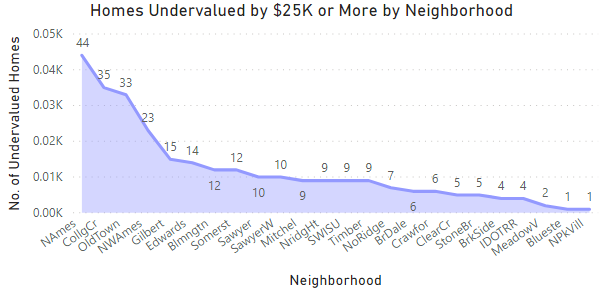 Homes Undervalued by $25K or More by Neighborhood
No. of Undervalued Homes
0.05K
0.04K
0.03K
0.02K
0.01K
0.00K
44
35
33
23
15
14
12
12
10
10
9
9
9
9
7
6
6
5
5
4
4
2
1
1
NAmes
CollgCr
OldTown
NWAmes
Gilbert
Edwards
Blmngtn
Somerst
Sawyer
SawyerW
Mitchel
NridgHt
SWISU
Timber
NoRidge
BrDale
Crawfor
ClearCr
StoneBr
BrkSide
IDOTRR
MeadowV
Blueste
NPkVill
Neighborhood